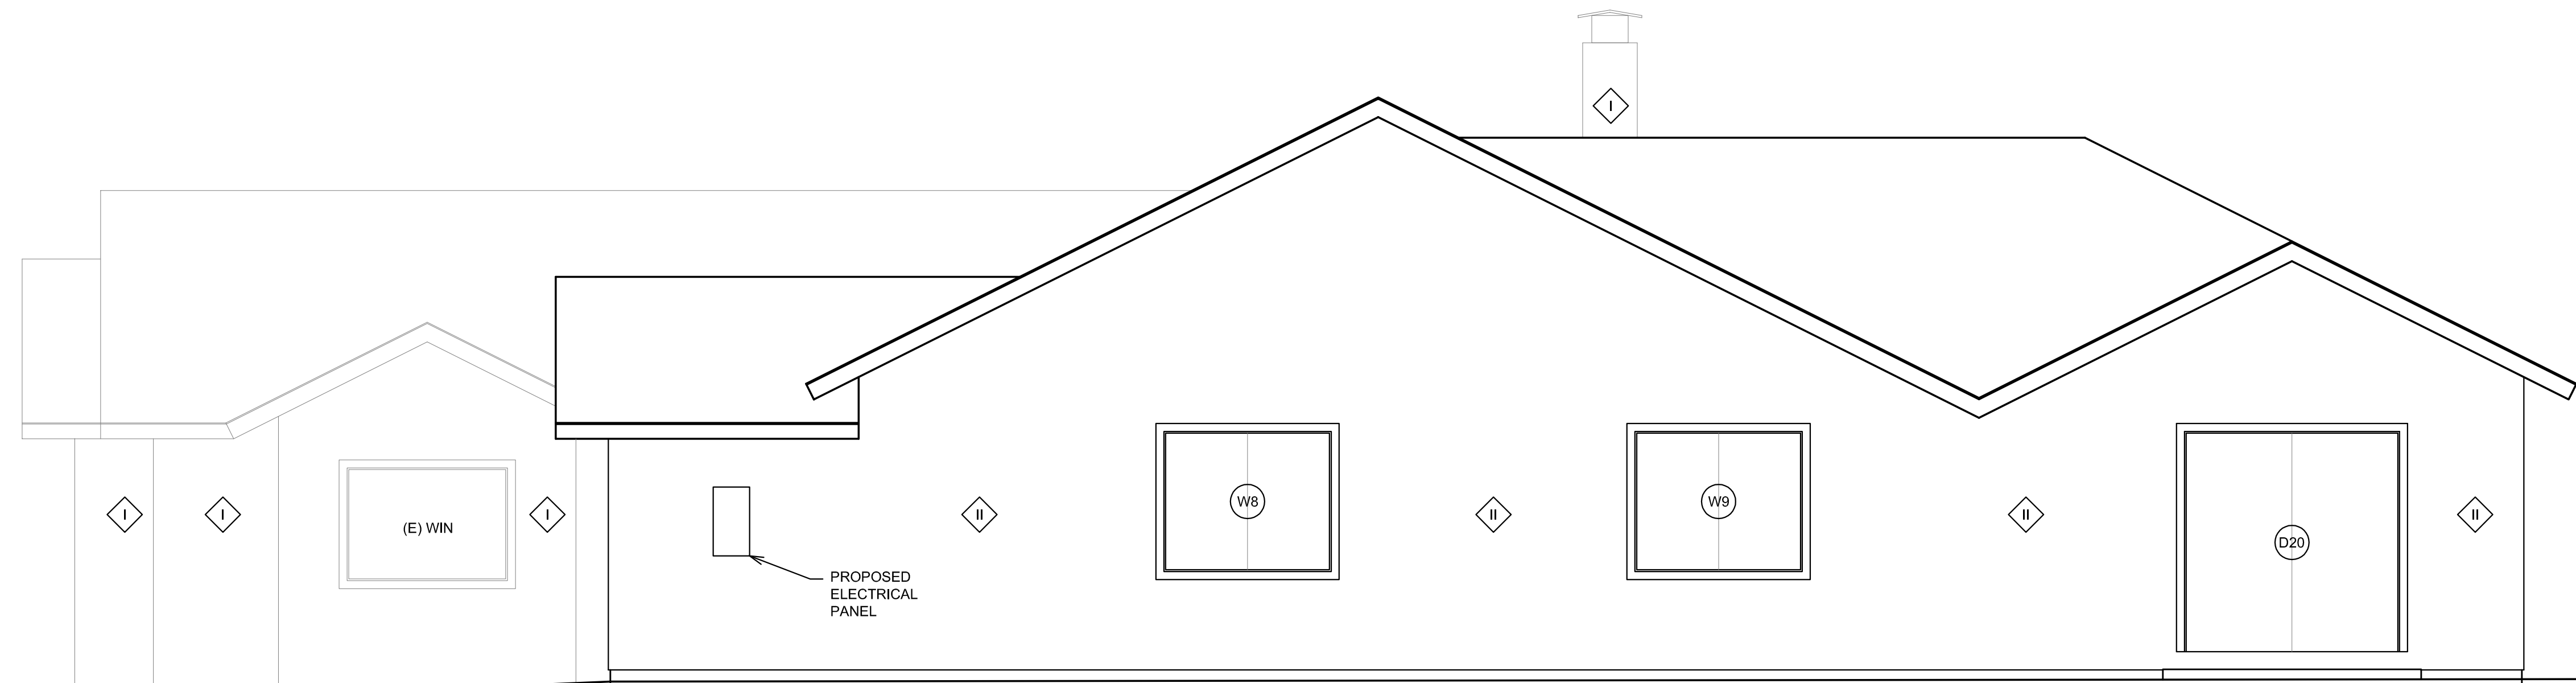 I
I
I
(E) WIN
I
II
W8
II
W9
II
D20
II
PROPOSED
ELECTRICAL
PANEL